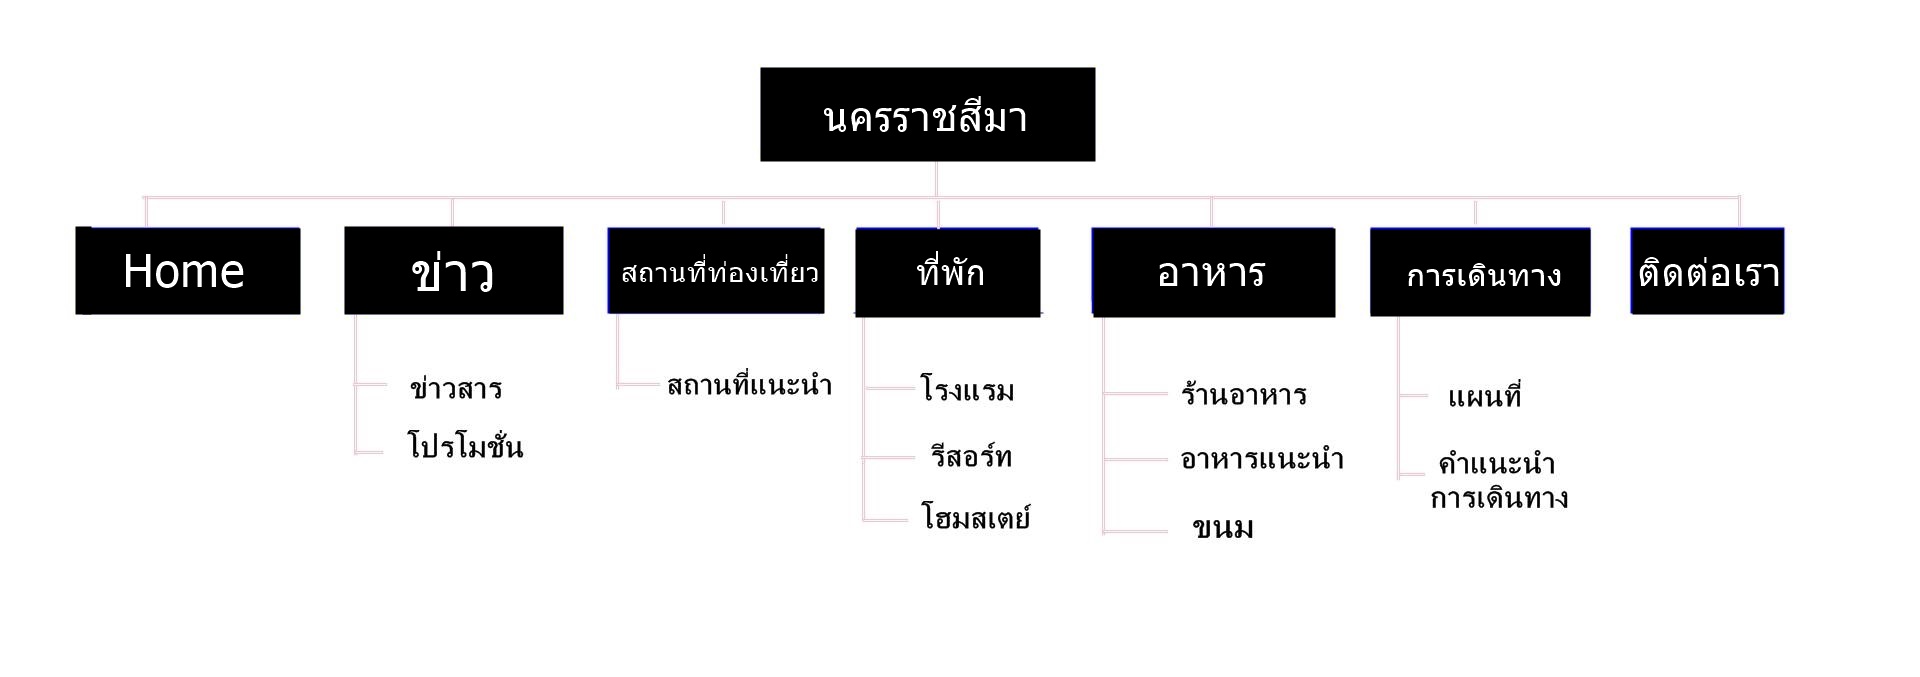 นครราชสีมา
Home
ข่าว
สถานที่ท่องเที่ยว
ที่พัก
อาหาร
การเดินทาง
ติดต่อเรา
ข่าวสาร
โปรโมชั่น
สถานที่แนะนำ
โรงแรม
รีสอร์ท
โฮมสเตย์
ร้านอาหาร
อาหารแนะนำ
ขนม
แผนที่
คำแนะนำ
การเดินทาง